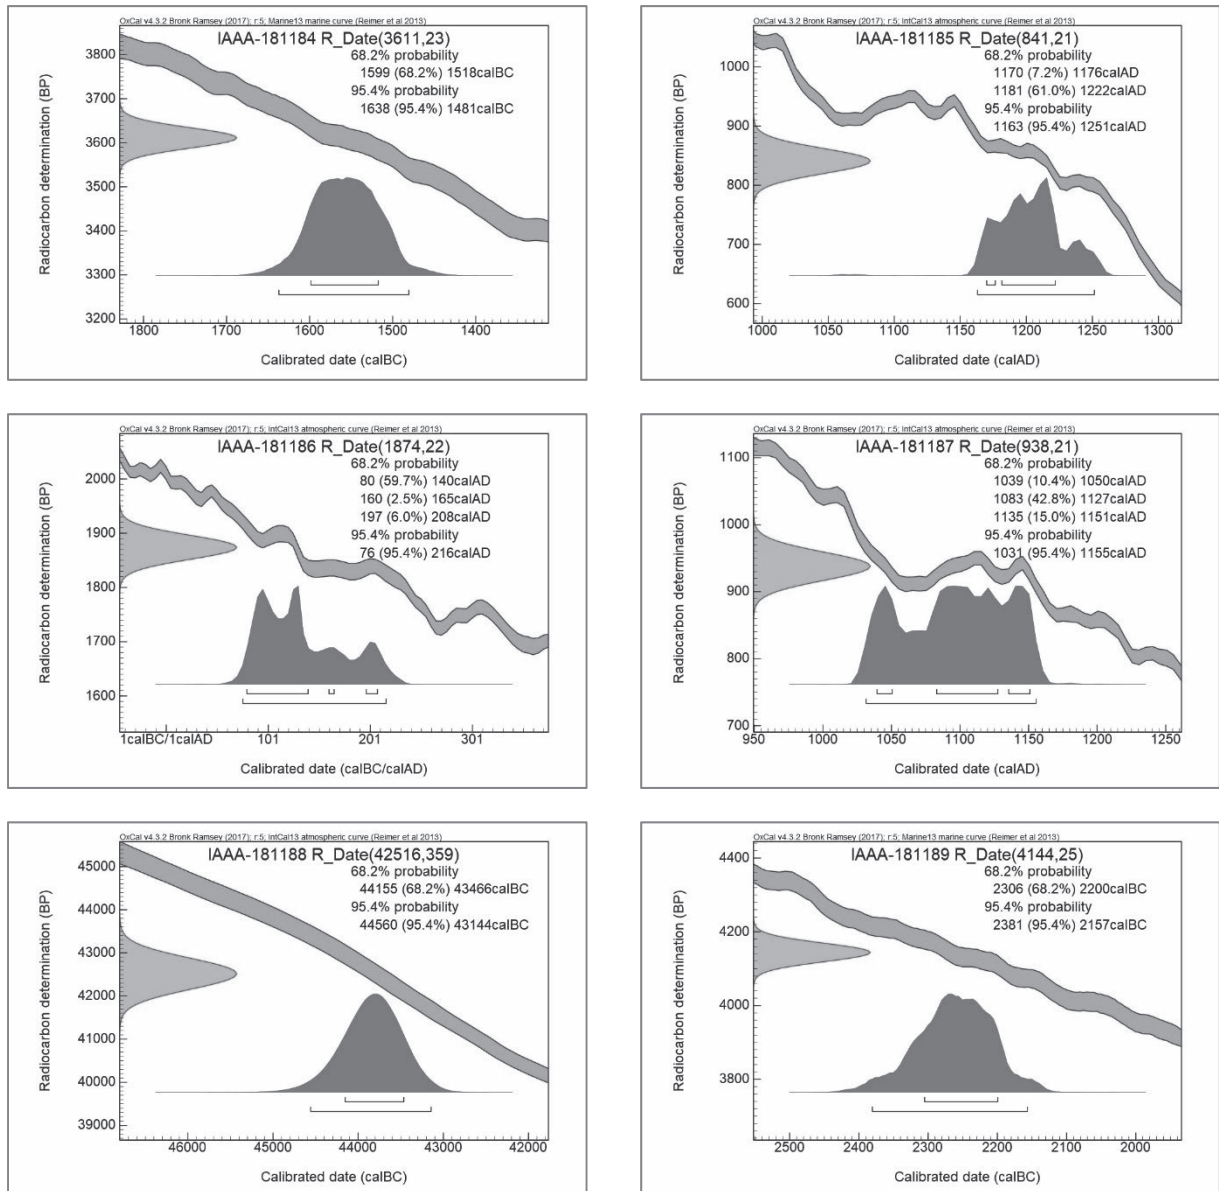 OxCal v4.3.2 Bronk Ramsey (2017); r:5; Marine13 marine curve (Reimer et al 2013)
IAAA-181184 R_Date(3611,23)
68.2% probability
1599 (68.2%) 1518calBC
95.4% probability
1638 (95.4%) 1481calBC
Radiocarbon determination (BP)
3800
3700
3600
3500
3400
3300
3200
1800 1700 1600 1500 1400
Calibrated date (calBC)
OxCal v4.3.2 Bronk Ramsey (2017); r:5; IntCal13 atmospheric curve (Reimer et al 2013)
IAAA-181185 R_Date(841,21)
68.2% probability
1170 (7.2%) 1176calAD
1181 (61.0%) 1222calAD
95.4% probability
1163 (95.4%) 1251calAD
Radiocarbon determination (BP)
1000
900
800
700
600
1000 1050 1100 1150 1200 1250 1300
Calibrated date (calAD)
OxCal v4.3.2 Bronk Ramsey (2017); r:5; IntCal13 atmospheric curve (Reimer et al 2013)
IAAA-181186 R_Date(1874,22)
68.2% probability
80 (59.7%) 140calAD
160 (2.5%) 165calAD
197 (6.0%) 208calAD
95.4% probability
76 (95.4%) 216calAD
Radiocarbon determination (BP)
2000
1900
1800
1700
1600
1calBC/1calAD 101 201 301
Calibrated date (calBC/calAD)
OxCal v4.3.2 Bronk Ramsey (2017); r:5; IntCal13 atmospheric curve (Reimer et al 2013)
IAAA-181187 R_Date(938,21)
68.2% probability
1039 (10.4%) 1050calAD
1083 (42.8%) 1127calAD
1135 (15.0%) 1151calAD
95.4% probability
1031 (95.4%) 1155calAD
Radiocarbon determination (BP)
1100
1000
900
800
700
950 1000 1050 1100 1150 1200 1250
Calibrated date (calAD)
OxCal v4.3.2 Bronk Ramsey (2017); r:5; IntCal13 atmospheric curve (Reimer et al 2013)
IAAA-181188 R_Date(42516,359)
68.2% probability
44155 (68.2%) 43466calBC
95.4% probability
44560 (95.4%) 43144calBC
Radiocarbon determination (BP)
45000
44000
43000
42000
41000
40000
39000
46000 45000 44000 43000 42000
Calibrated date (calBC)
OxCal v4.3.2 Bronk Ramsey (2017); r:5; Marine13 marine curve (Reimer et al 2013)
IAAA-181189 R_Date(4144,25)
68.2% probability
2306 (68.2%) 2200calBC
95.4% probability
2381 (95.4%) 2157calBC
Radiocarbon determination (BP)
4400
4200
4000
3800
2500 2400 2300 2200 2100 2000
Calibrated date (calBC)